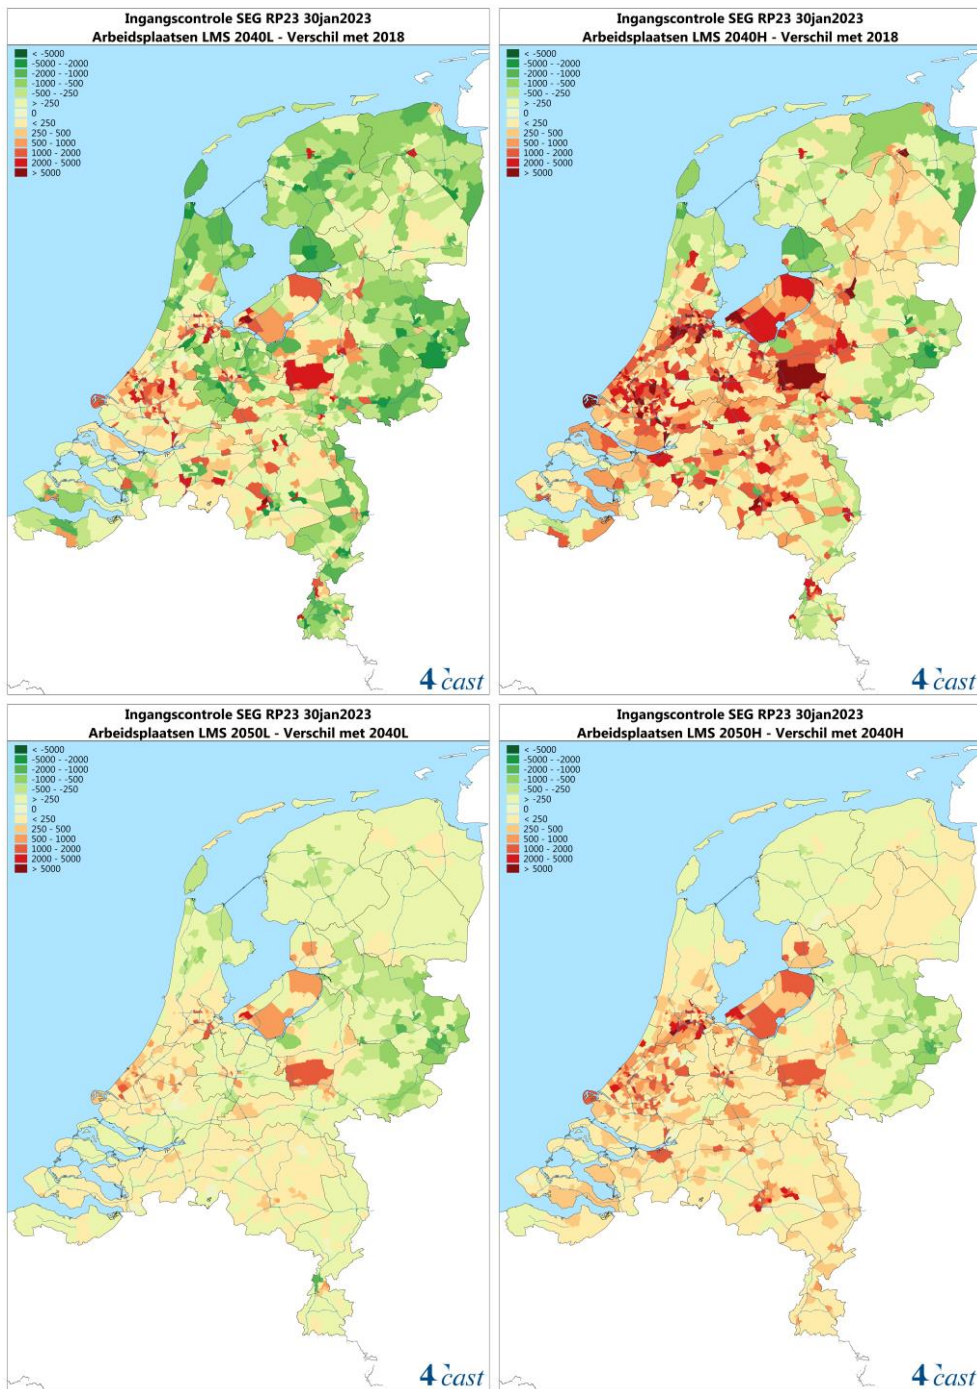 Ingangscontrole SEG RP23 30jan2023
Arbeidsplaatsen LMS 2040L - Verschil met 2018
< -5000
-5000 - -2000
-2000 - -1000
-1000 - -500
-500 - -250
> -250
0
< 250
250 - 500
500 - 1000
1000 - 2000
2000 - 5000
> 5000
4cast
Ingangscontrole SEG RP23 30jan2023
Arbeidsplaatsen LMS 2040H - Verschil met 2018
< -5000
-5000 - -2000
-2000 - -1000
-1000 - -500
-500 - -250
> -250
0
< 250
250 - 500
500 - 1000
1000 - 2000
2000 - 5000
> 5000
4cast
Ingangscontrole SEG RP23 30jan2023
Arbeidsplaatsen LMS 2050L - Verschil met 2040L
< -5000
-5000 - -2000
-2000 - -1000
-1000 - -500
-500 - -250
> -250
0
< 250
250 - 500
500 - 1000
1000 - 2000
2000 - 5000
> 5000
4cast
Ingangscontrole SEG RP23 30jan2023
Arbeidsplaatsen LMS 2050H - Verschil met 2040H
< -5000
-5000 - -2000
-2000 - -1000
-1000 - -500
-500 - -250
> -250
0
< 250
250 - 500
500 - 1000
1000 - 2000
2000 - 5000
> 5000
4cast